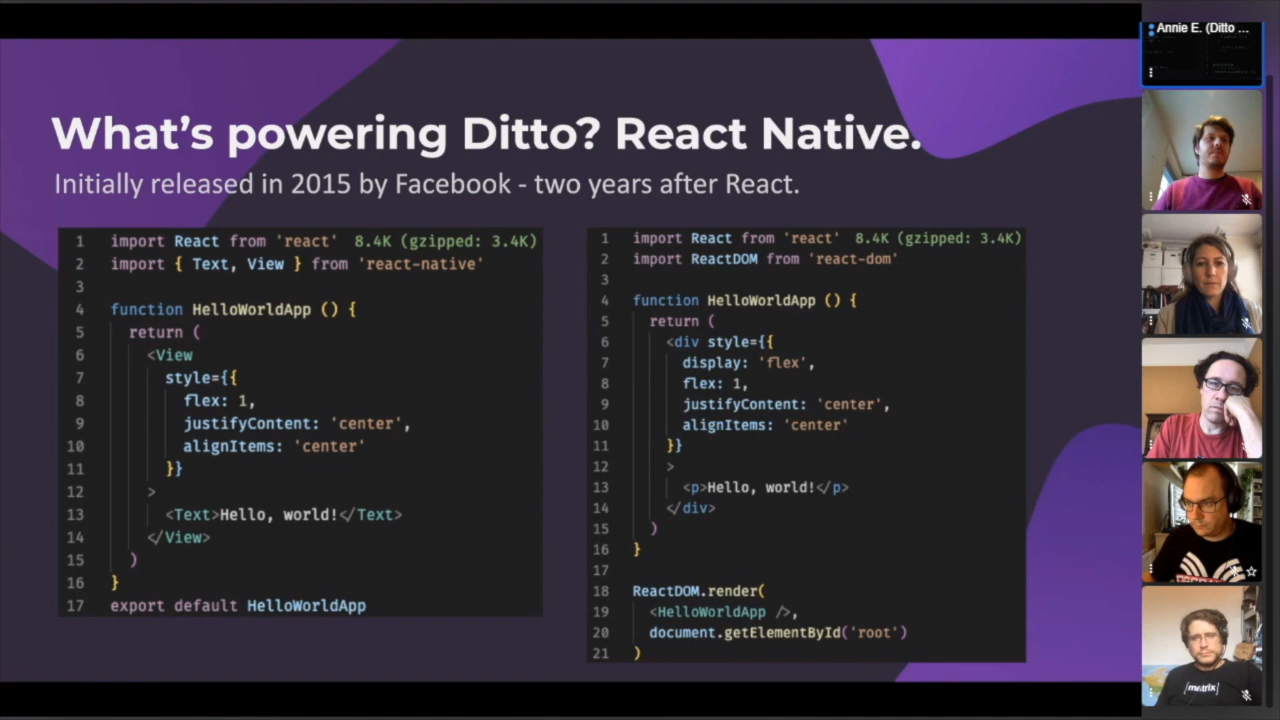 What's powering Ditto? React Native.
Initially released in 2015 by Facebook - two years after React.
1 import React from 'react' 8.4K (gzipped: 3.4K)
2 import { Text, View } from 'react-native'
3
4 function HelloWorldApp () {
5 return (
6 <View
7 style={{
8 flex: 1,
9 justifyContent: 'center',
10 alignItems: 'center'
11 }}
12 >
13 <Text>Hello, world!</Text>
14 </View>
15 )
16 }
17 export default HelloWorldApp
1 import React from 'react' 8.4K (gzipped: 3.4K)
2 import ReactDOM from 'react-dom'
3
4 function HelloWorldApp () {
5 return (
6 <div style={{
7 display: 'flex',
8 flex: 1,
9 justifyContent: 'center',
10 alignItems: 'center'
11 }}
12 >
13 <p>Hello, world!</p>
14 </div>
15 )
16 }
17
18 ReactDOM.render(
19 <HelloWorldApp />,
20 document.getElementById('root')
21 )
Annie E. (Ditto ...
[matrix]